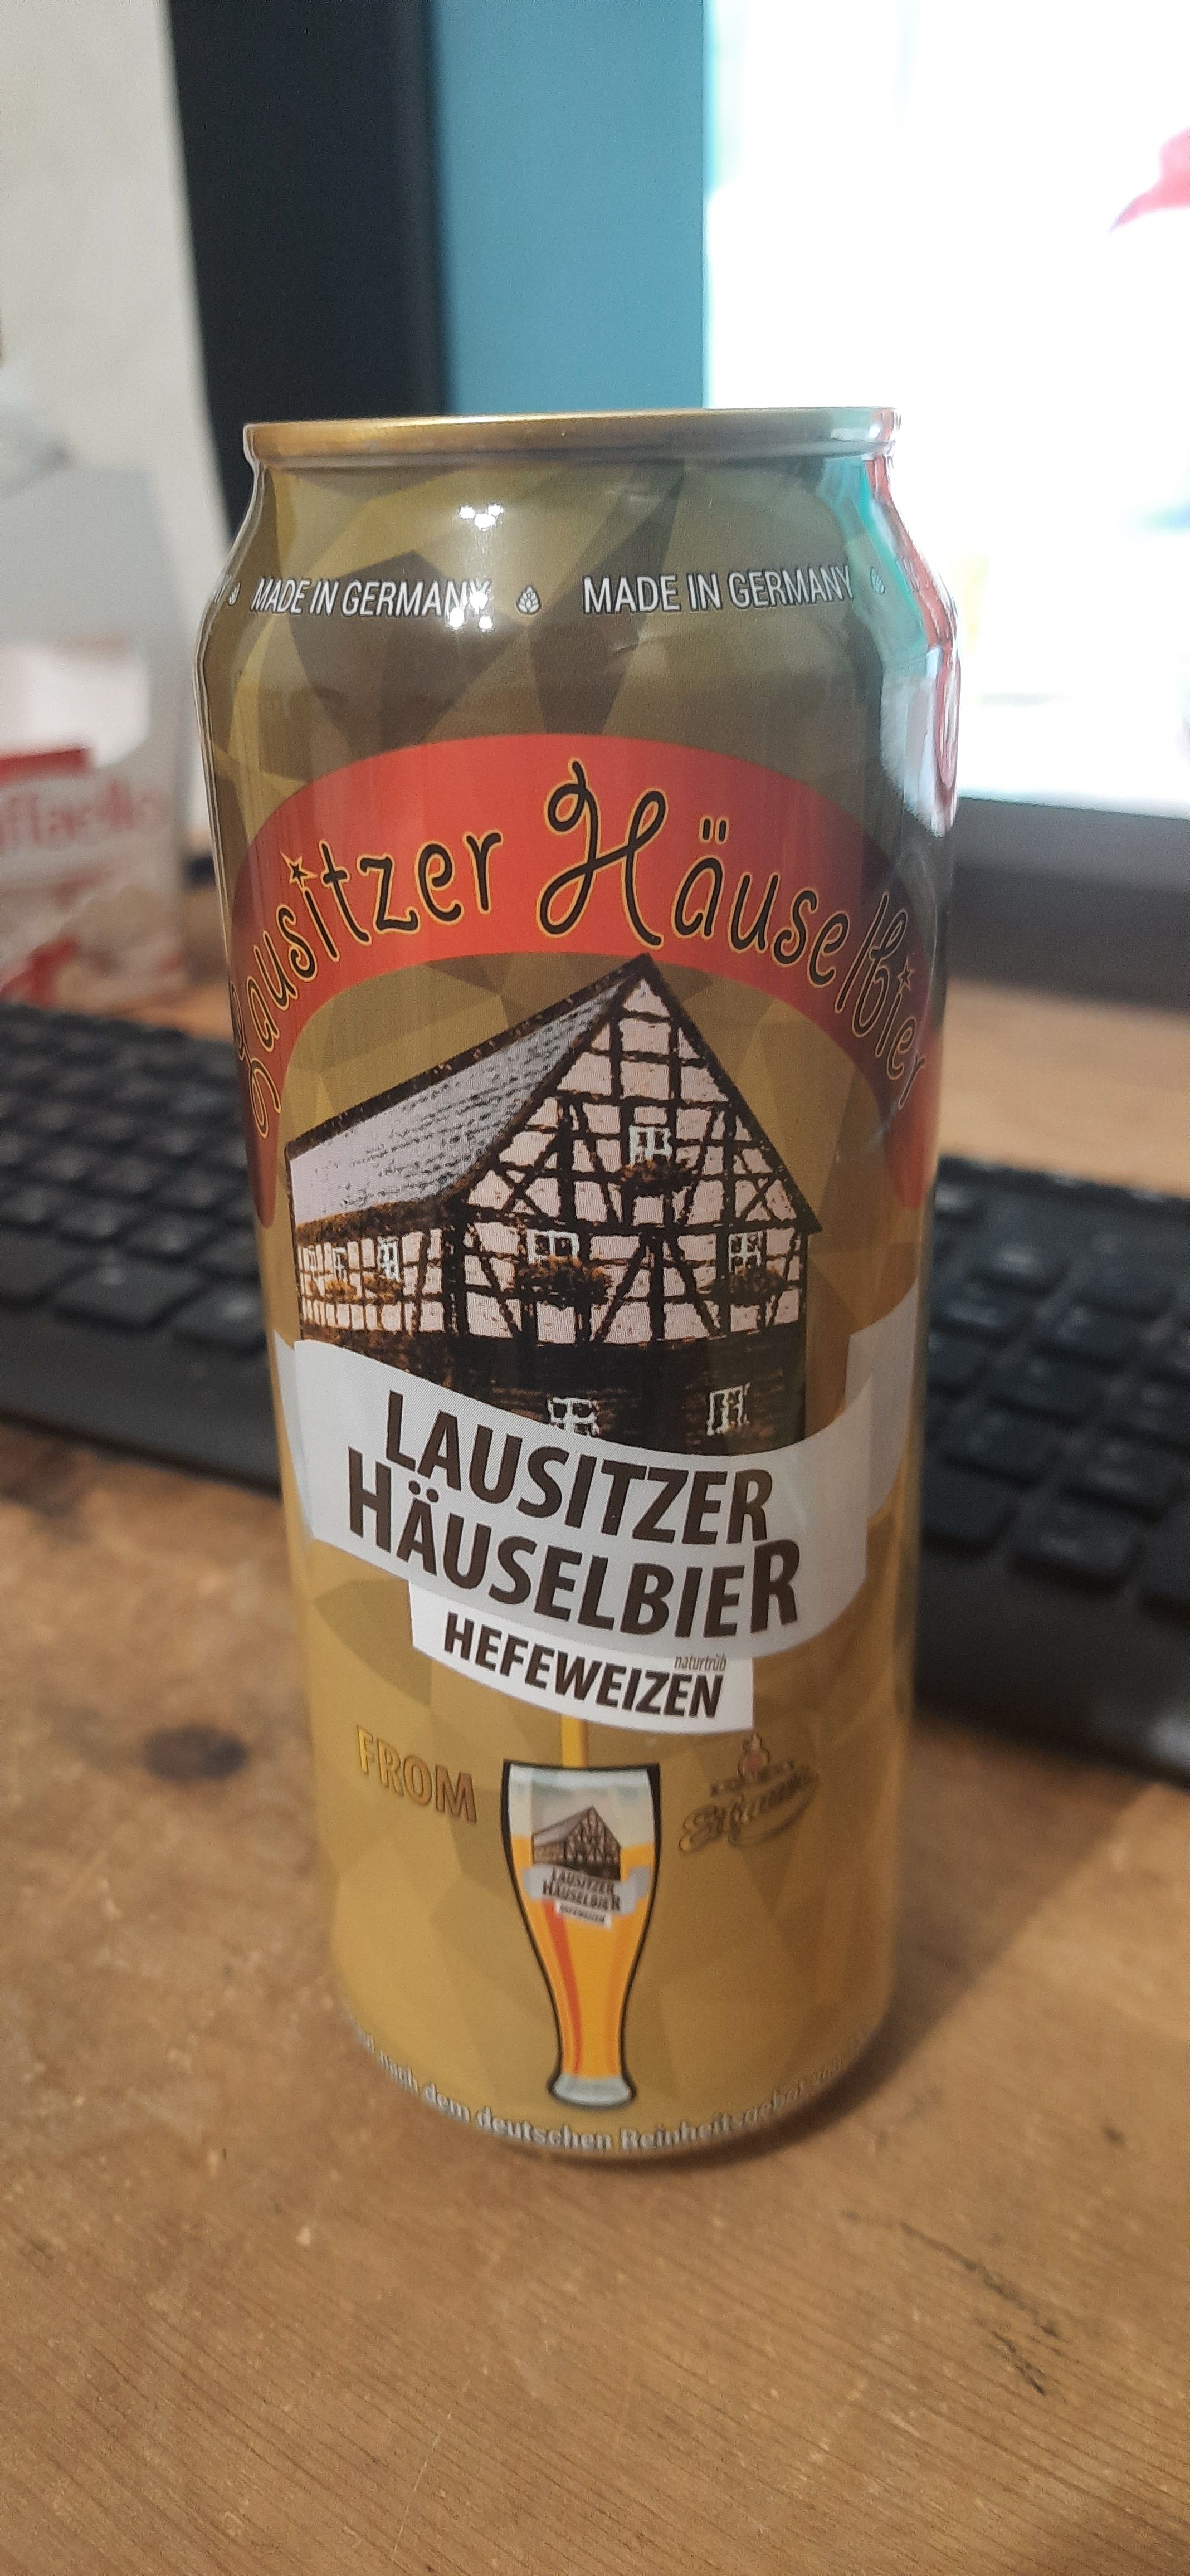 MADE IN GERMANY MADE IN GERMANY
Lausitzer Häuselbier
LAUSITZER
HÄUSELBIER
naturtrüb
HEFEWEIZEN
FROM
LAUSITZER
HÄUSELBIER
HEFEWEIZEN
nach dem deutschen Reinheitsgebot